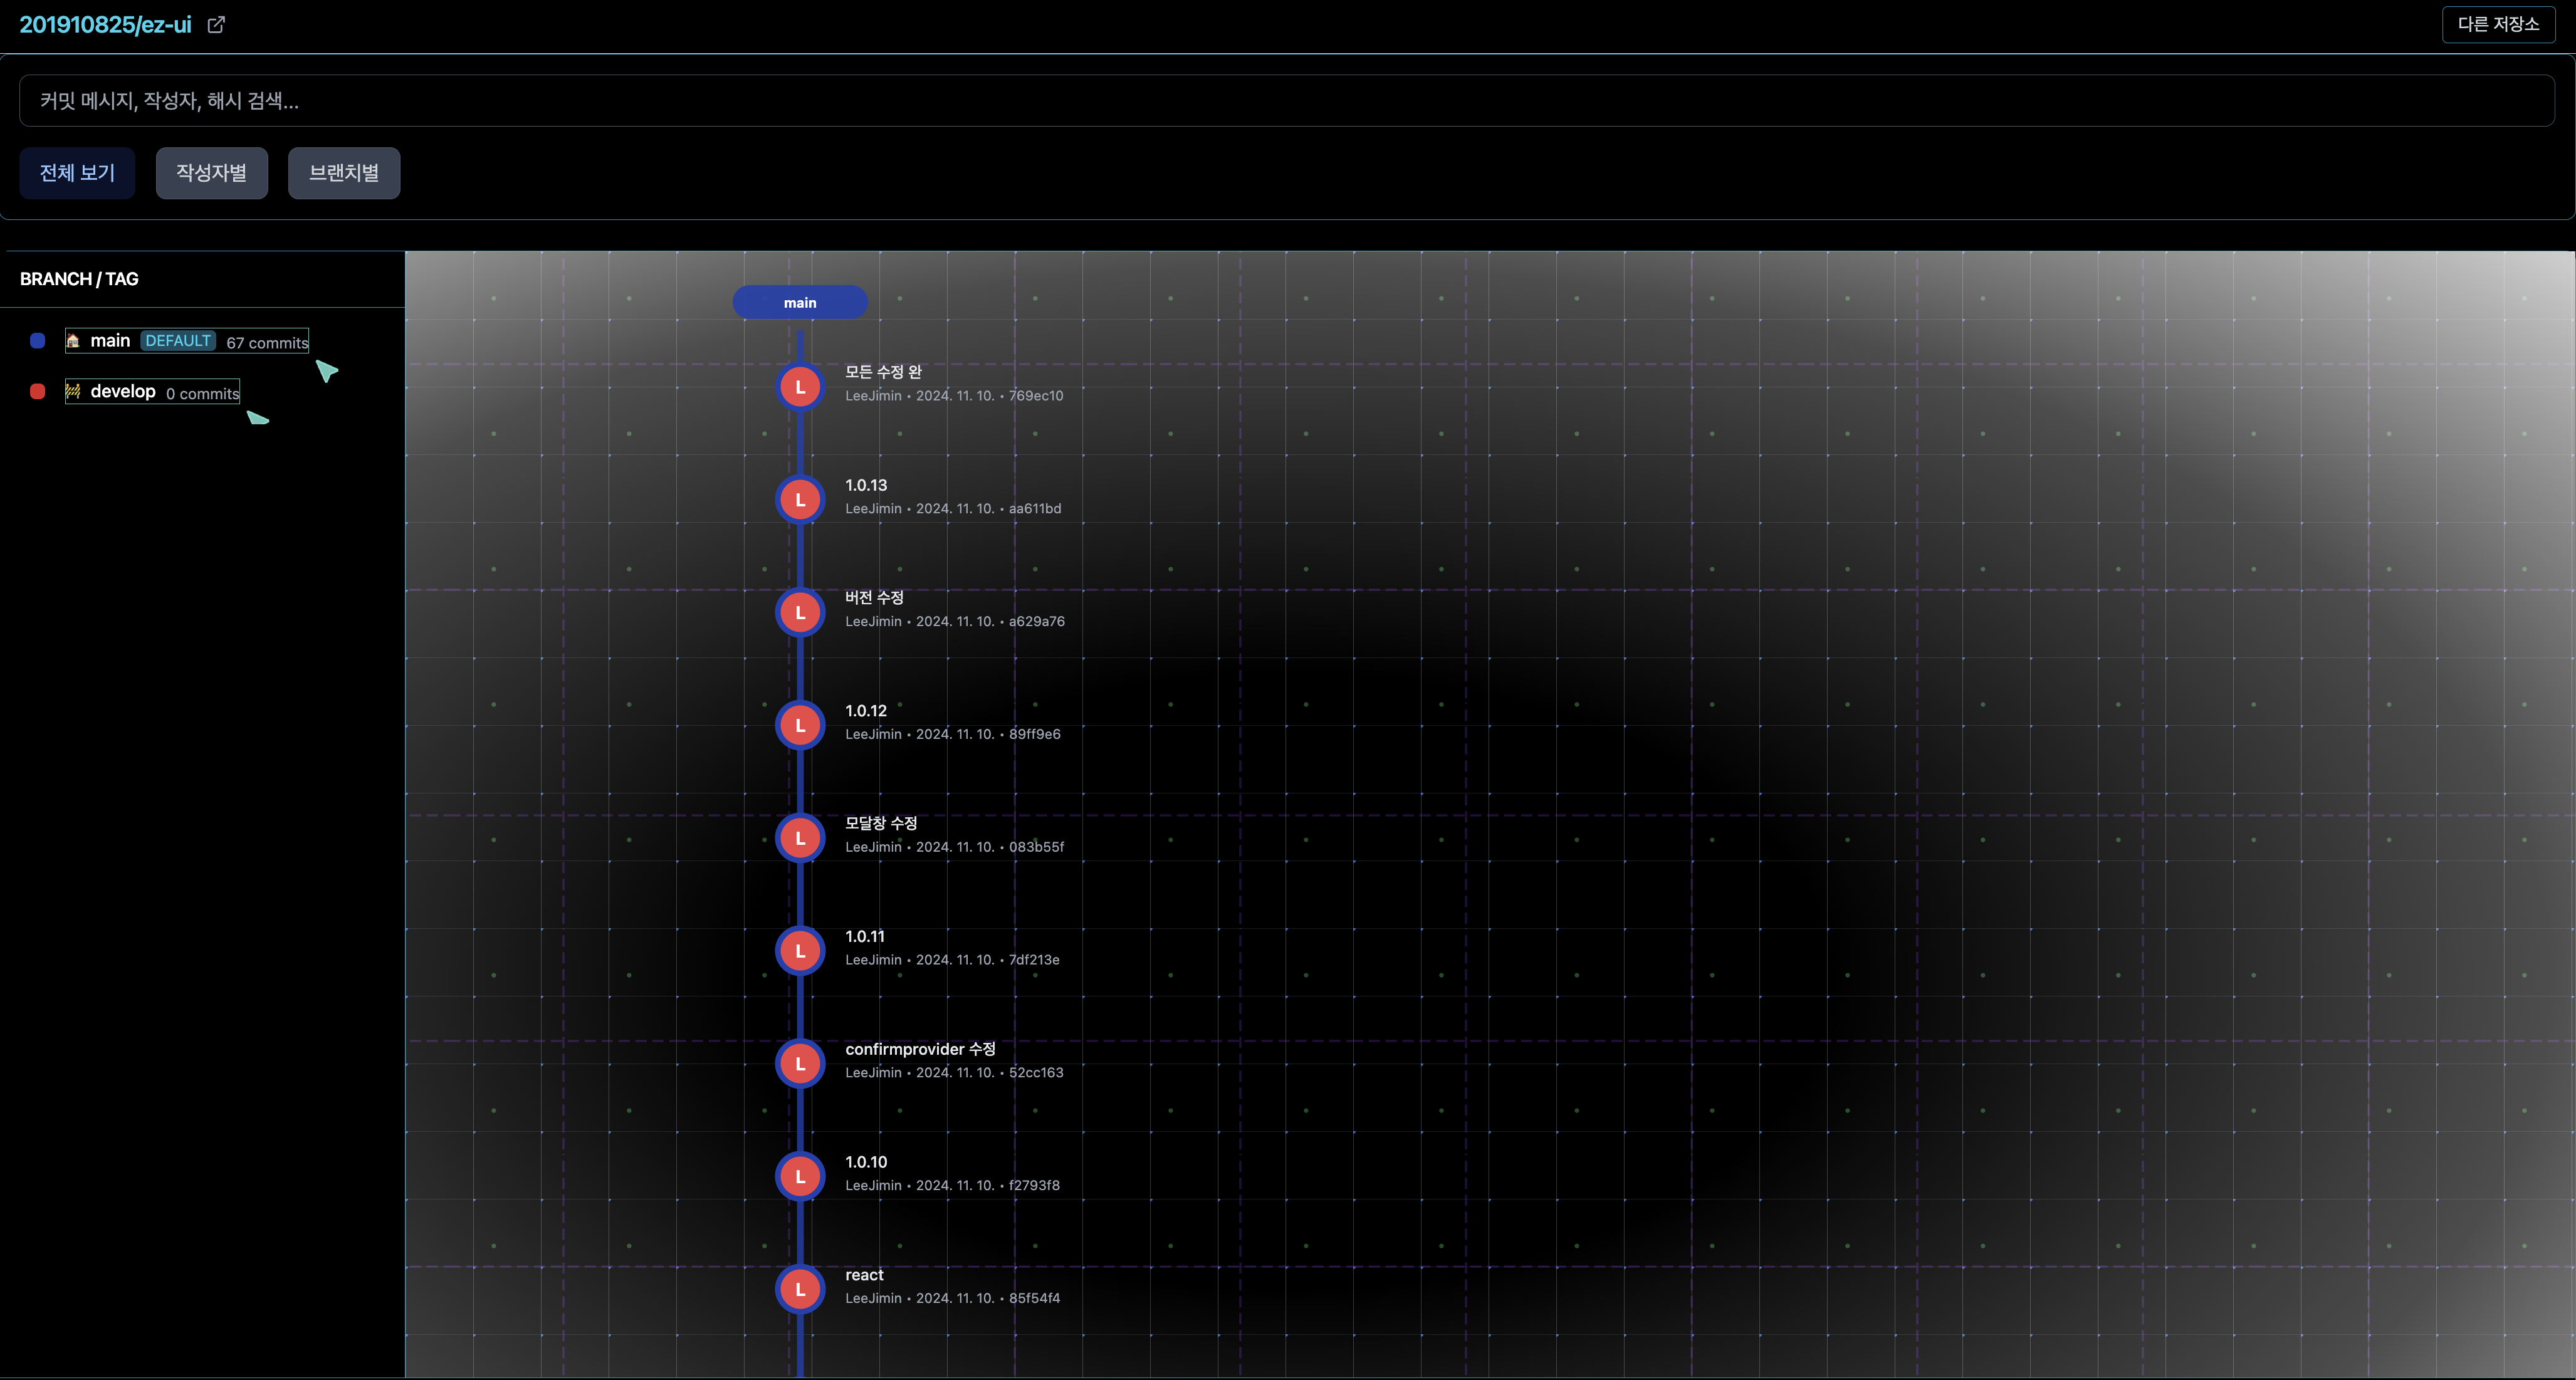 201910825/ez-ui
다른 저장소
커밋 메시지, 작성자, 해시 검색...
전체 보기
작성자별
브랜치별
BRANCH / TAG
main DEFAULT 67 commits
develop 0 commits
main
L
모든 수정 완
LeeJimin • 2024. 11. 10. • 769ec10
L
1.0.13
LeeJimin • 2024. 11. 10. • aa611bd
L
버전 수정
LeeJimin • 2024. 11. 10. • a629a76
L
1.0.12
LeeJimin • 2024. 11. 10. • 89ff9e6
L
모달창 수정
LeeJimin • 2024. 11. 10. • 083b55f
L
1.0.11
LeeJimin • 2024. 11. 10. • 7df213e
L
confirmprovider 수정
LeeJimin • 2024. 11. 10. • 52cc163
L
1.0.10
LeeJimin • 2024. 11. 10. • f2793f8
L
react
LeeJimin • 2024. 11. 10. • 85f54f4